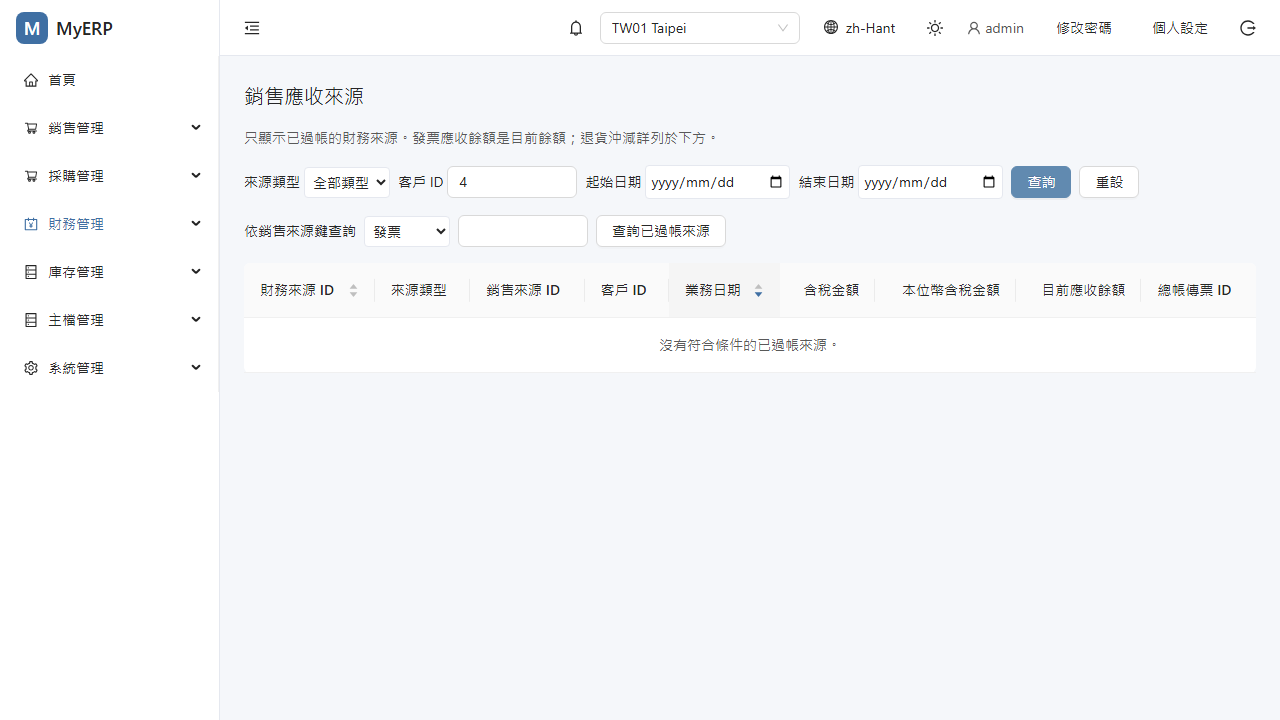 M MyERP
TW01 Taipei
zh-Hant
admin
修改密碼
個人設定
首頁
銷售管理
採購管理
財務管理
庫存管理
主檔管理
系統管理
銷售應收來源
只顯示已過帳的財務來源。發票應收餘額是目前餘額；退貨沖減詳列於下方。
來源類型 全部類型 客戶 ID 4 起始日期 yyyy/mm/dd 結束日期 yyyy/mm/dd 查詢 重設
依銷售來源鍵查詢 發票 查詢已過帳來源
財務來源 ID 來源類型 銷售來源 ID 客戶 ID 業務日期 含稅金額 本位幣含稅金額 目前應收餘額 總帳傳票 ID
沒有符合條件的已過帳來源。